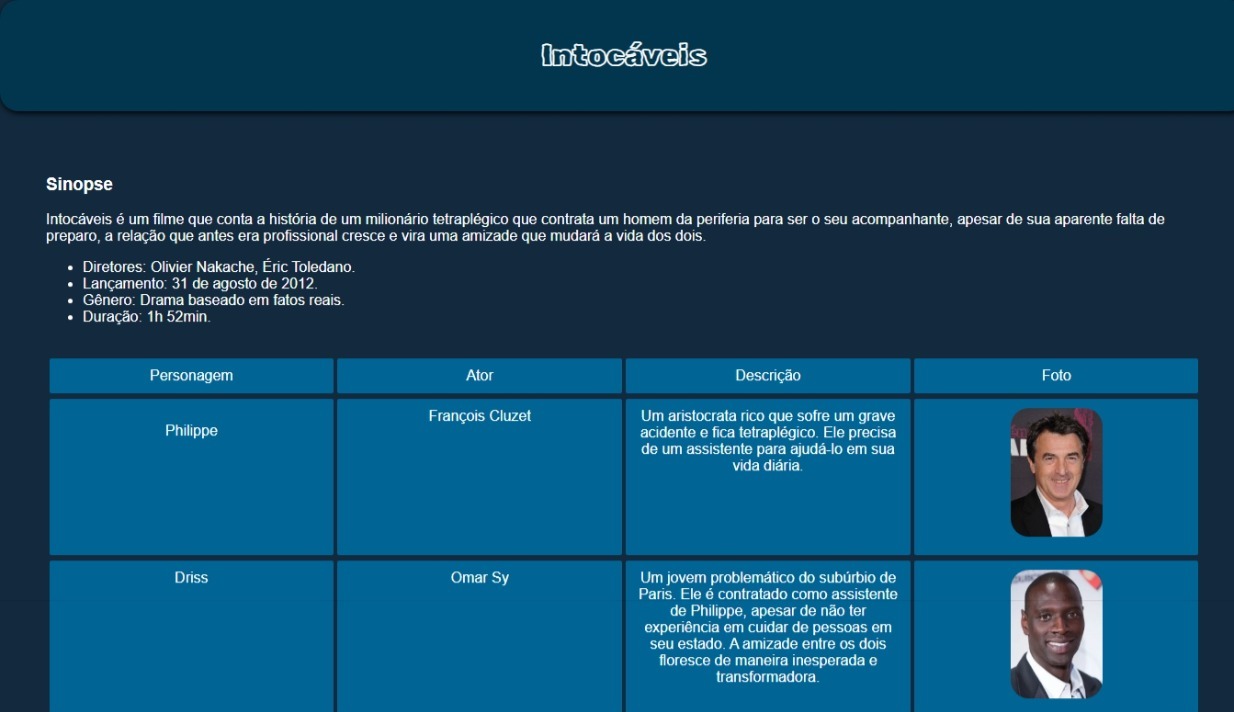 Intocáveis
Sinopse
Intocáveis é um filme que conta a história de um milionário tetraplégico que contrata um homem da periferia para ser o seu acompanhante, apesar de sua aparente falta de
preparo, a relação que antes era profissional cresce e vira uma amizade que mudará a vida dos dois.
• Diretores: Olivier Nakache, Éric Toledano.
• Lançamento: 31 de agosto de 2012.
• Gênero: Drama baseado em fatos reais.
• Duração: 1h 52min.
Personagem
Ator
Descrição
Foto
Philippe
François Cluzet
Um aristocrata rico que sofre um grave
acidente e fica tetraplégico. Ele precisa
de um assistente para ajudá-lo em sua
vida diária.
Driss
Omar Sy
Um jovem problemático do subúrbio de
Paris. Ele é contratado como assistente
de Philippe, apesar de não ter
experiência em cuidar de pessoas em
seu estado. A amizade entre os dois
floresce de maneira inesperada e
transformadora.